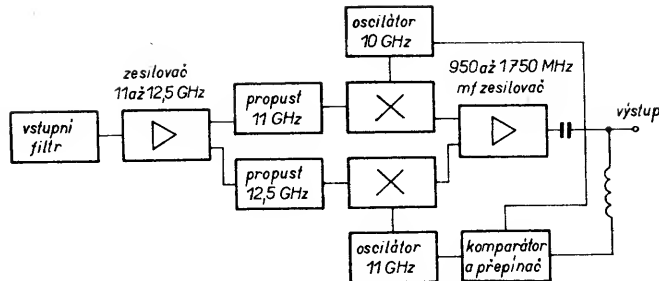 oscilátor
10 GHz
zesilovač
11 až 12,5 GHz
950 až 1750 MHz
mf zesilovač
propust
11 GHz
výstup
vstupní
filtr
propust
12,5 GHz
oscilátor
11 GHz
komparátor
a přepínač